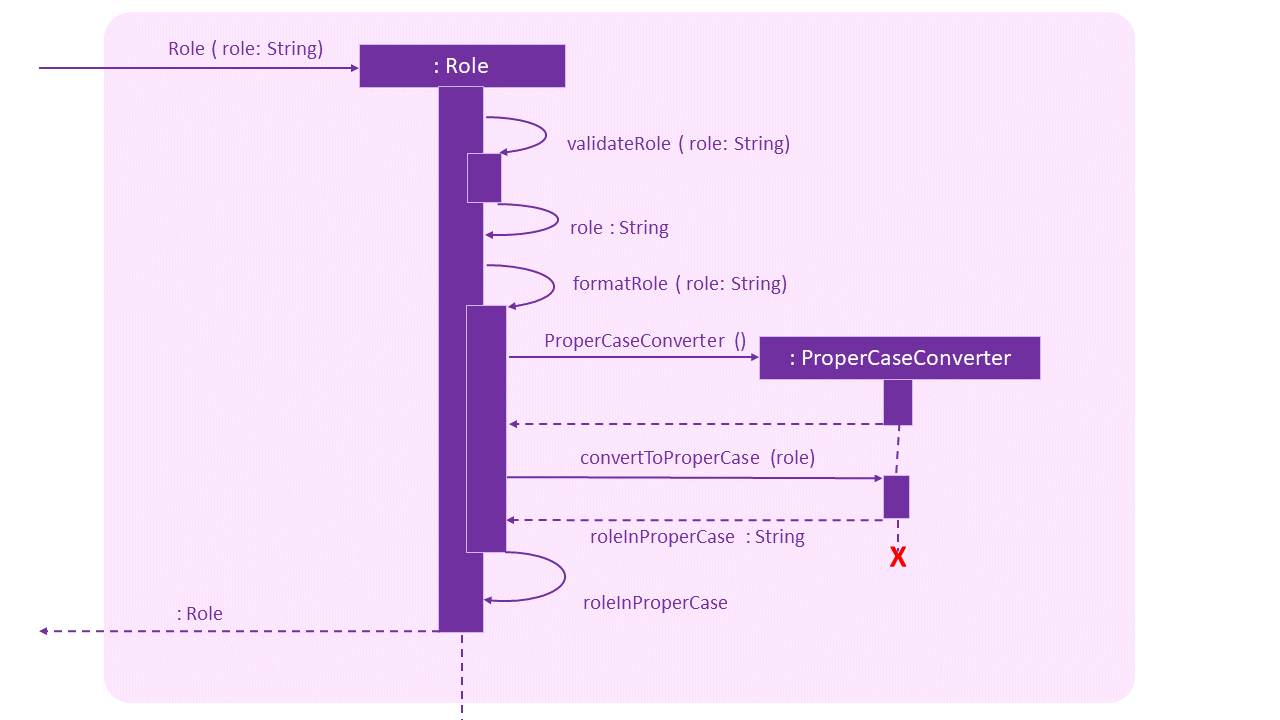 Role ( role: String)
: Role
validateRole ( role: String)
role : String
formatRole ( role: String)
ProperCaseConverter ()
: ProperCaseConverter
convertToProperCase (role)
roleInProperCase : String
X
roleInProperCase
: Role